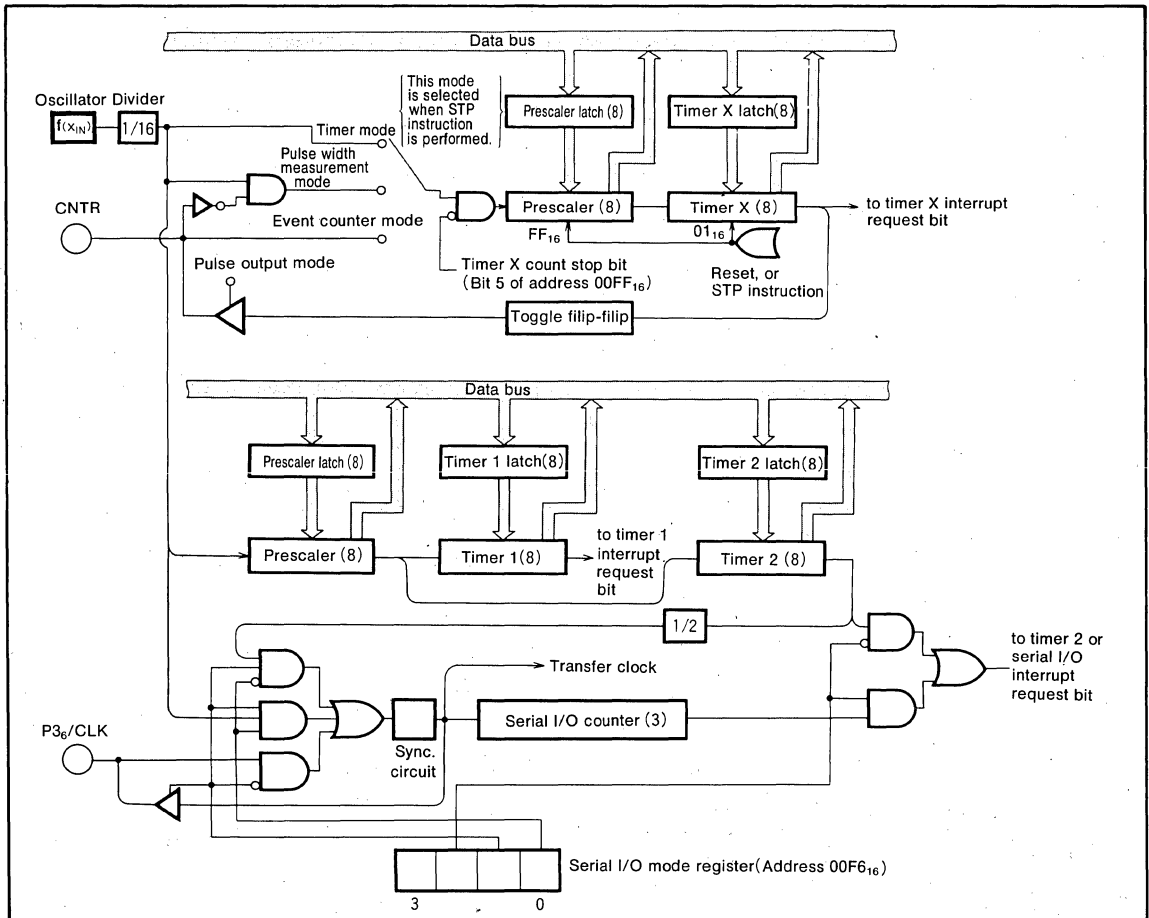 Data bus
Oscillator Divider
f(XIN)
1/16
This mode
is selected
when STP
instruction
is performed.
Prescaler latch (8)
Timer X latch(8)
Timer mode
Pulse width
measurement
mode
CNTR
Event counter mode
Prescaler (8)
Timer X (8)
to timer X interrupt
request bit
FF16
0116
Pulse output mode
Timer X count stop bit
(Bit 5 of address 00FF16)
Reset, or
STP instruction
Toggle filip-filip
Data bus
Prescaler latch (8)
Timer 1 latch(8)
Timer 2 latch(8)
Prescaler (8)
Timer 1(8)
to timer 1
interrupt
request
bit
Timer 2 (8)
1/2
Transfer clock
to timer 2 or
serial I/O
interrupt
request bit
P36/CLK
Sync.
circuit
Serial I/O counter (3)
Serial I/O mode register(Address 00F616)
3 0